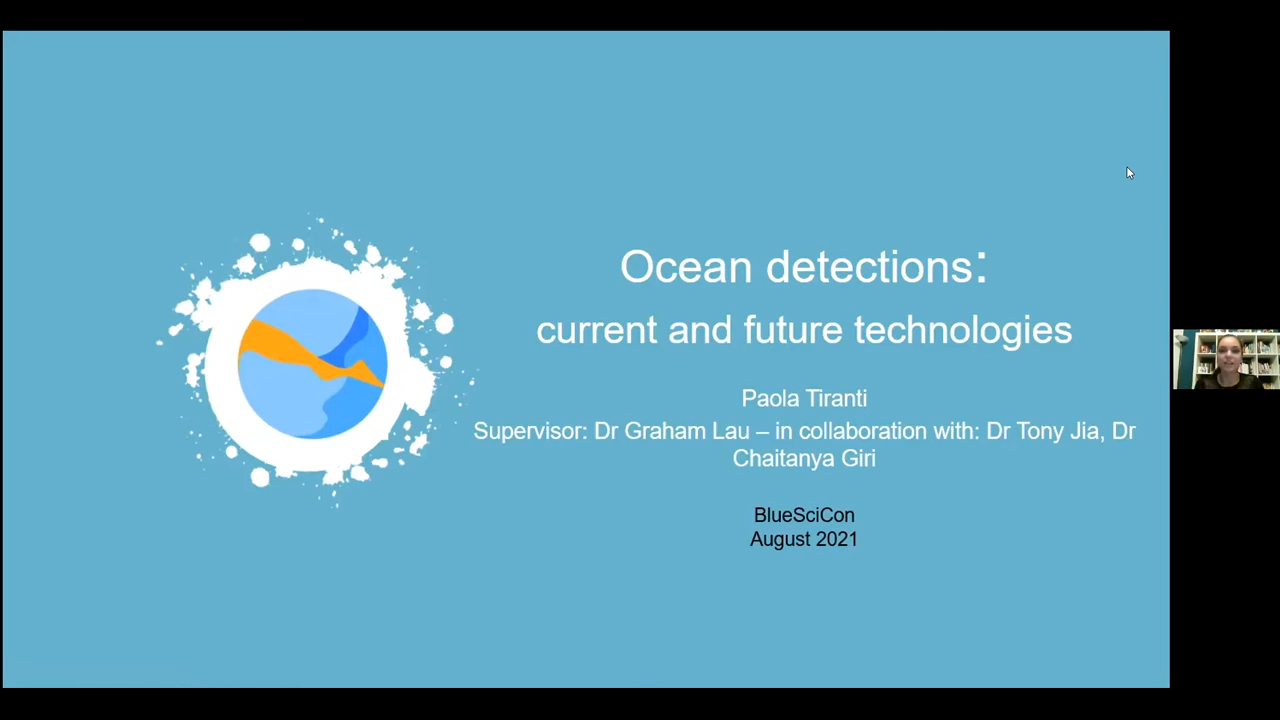 Ocean detections:
current and future technologies
Paola Tiranti
Supervisor: Dr Graham Lau – in collaboration with: Dr Tony Jia, Dr
Chaitanya Giri
BlueSciCon
August 2021